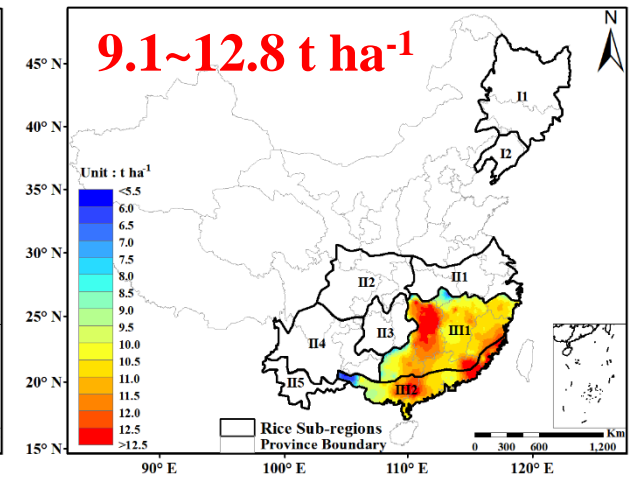 9.1~12.8 t ha-1
N
45° N
40° N
35° N
30° N
25° N
20° N
15° N
I1
I2
Unit : t ha-1
<5.5
6.0
6.5
7.0
7.5
8.0
8.5
9.0
9.5
10.0
10.5
11.0
11.5
12.0
12.5
>12.5
II1
II2
II3
II4
II5
III1
III2
Rice Sub-regions
Province Boundary
Km
0 300 600 1,200
90° E
100° E
110° E
120° E